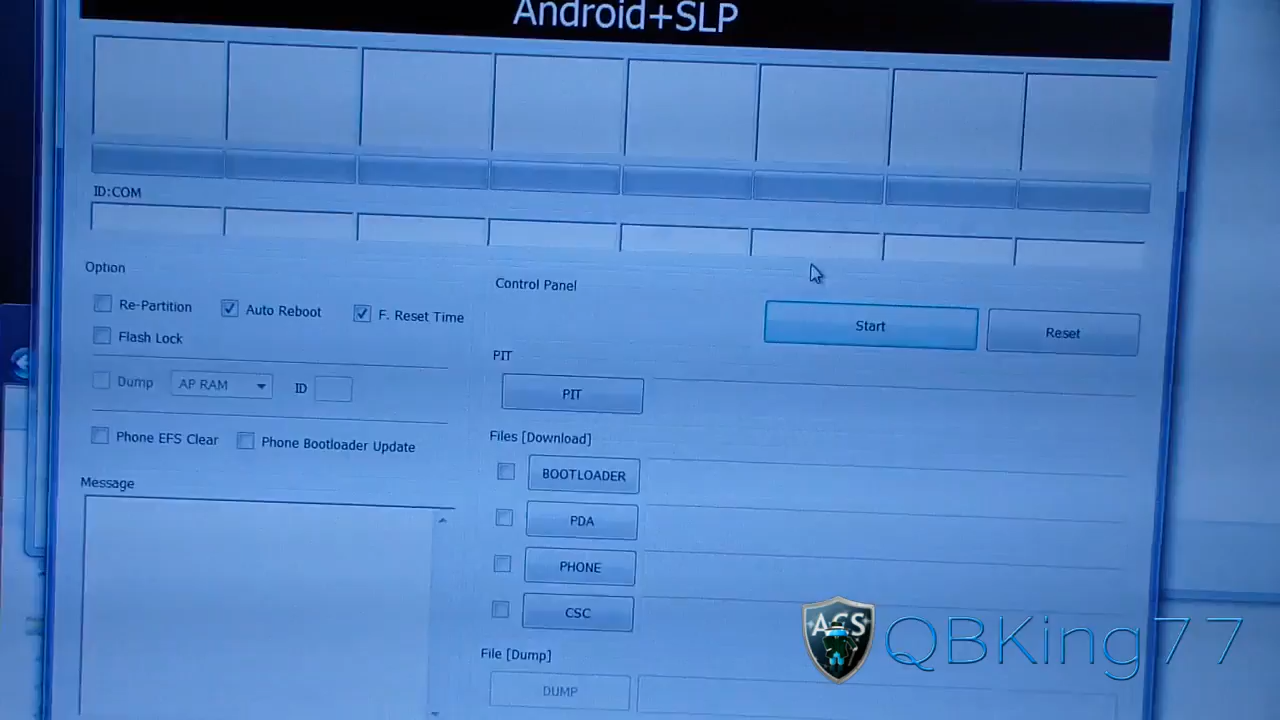 Android+SLP
ID:COM
Option
Control Panel
Re-Partition
Auto Reboot
F. Reset Time
Start
Reset
Flash Lock
PIT
Dump
AP RAM
ID
PIT
Phone EFS Clear
Phone Bootloader Update
Files [Download]
BOOTLOADER
Message
PDA
PHONE
CSC
File [Dump]
DUMP
AGS
QBKing77